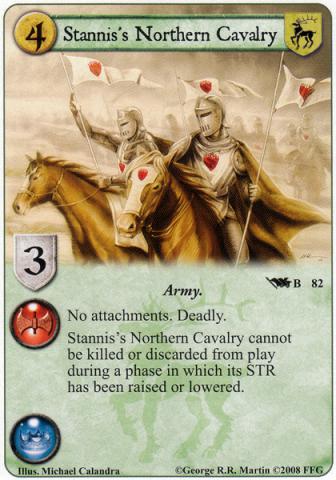 4 Stannis's Northern Cavalry
3
Army.
B 82
No attachments. Deadly.
Stannis's Northern Cavalry cannot
be killed or discarded from play
during a phase in which its STR
has been raised or lowered.
Illus. Michael Calandra ©George R.R. Martin ©2008 FFG